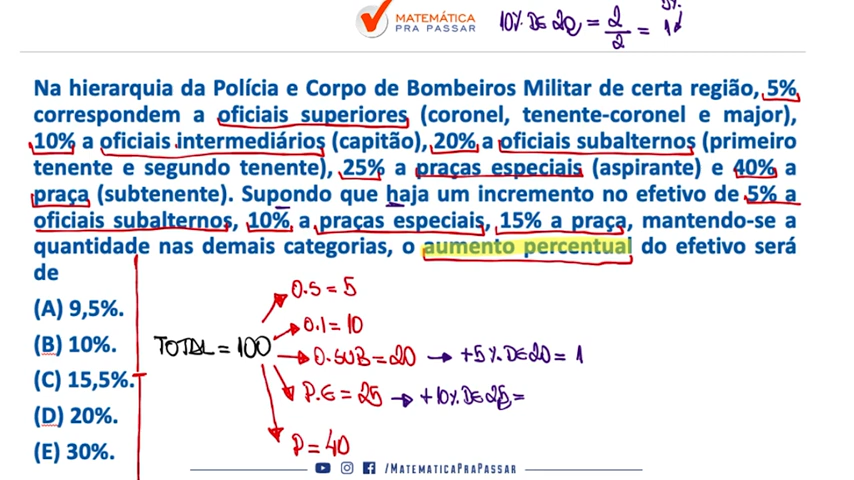 MATEMÁTICA
PRA PASSAR
5%
10% DE 20 = 2/2 = 1
Na hierarquia da Polícia e Corpo de Bombeiros Militar de certa região, 5%
correspondem a oficiais superiores (coronel, tenente-coronel e major),
10% a oficiais intermediários (capitão), 20% a oficiais subalternos (primeiro
tenente e segundo tenente), 25% a praças especiais (aspirante) e 40% a
praça (subtenente). Supondo que haja um incremento no efetivo de 5% a
oficiais subalternos, 10% a praças especiais, 15% a praça, mantendo-se a
quantidade nas demais categorias, o aumento percentual do efetivo será
de
(A) 9,5%.
(B) 10%.
(C) 15,5%.
(D) 20%.
(E) 30%.
TOTAL = 100
O.S = 5
O.I = 10
O.SUB = 20 → +5% DE 20 = 1
P.E = 25 → +10% DE 25 =
P = 40
/MATEMATICAPRAPASSAR